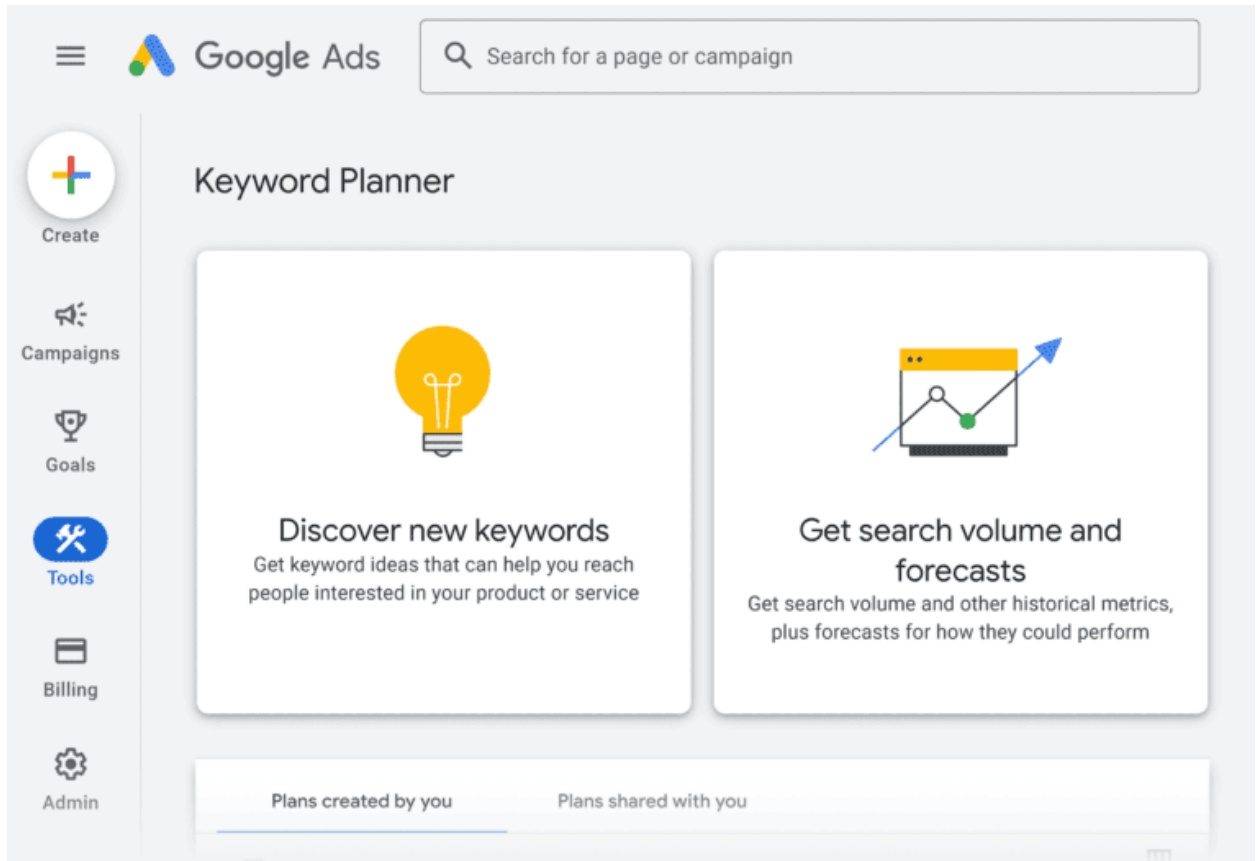 Google Ads
Search for a page or campaign
Create
Campaigns
Goals
Tools
Billing
Admin
Keyword Planner
Discover new keywords
Get keyword ideas that can help you reach
people interested in your product or service
Get search volume and
forecasts
Get search volume and other historical metrics,
plus forecasts for how they could perform
Plans created by you
Plans shared with you